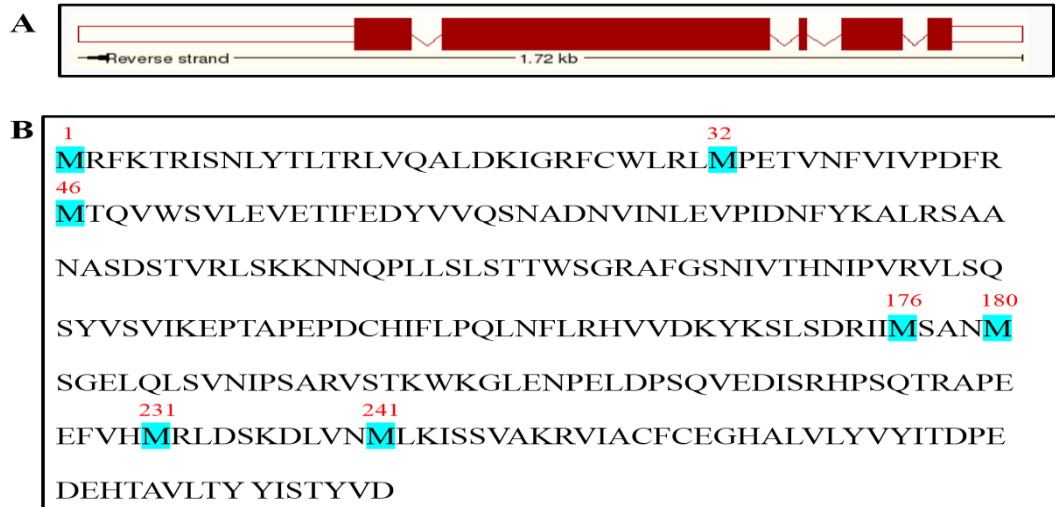 A
Reverse strand
1.72 kb
B
1 32
MRFKTRISNLYTLTRLVQALDKIGRFCWLRLMPETVNFVIVPDFR
46
MTQVWSVLEVETIFEDYVVQSNADNVINLEVPIDNFYKALRSAA
NASDSTVRLSKKNNQPLLSLSTTWSGRAFGSNIVTHNIPVRVLSQ
SYVSVIKEPTAPEPDCHIFLPQLNFLRHVVDKYKSLSDRIIMSANM
176 180
SGELQLSVNIPSARVSTKWKGLENPELDPSQVEDISRHPSQTRAPE
231 241
EFVHMRLDSKDLVNMLKISSVAKRVIACFCEGHALVLYVYITDPE
DEHTAVLTY YISTYVD